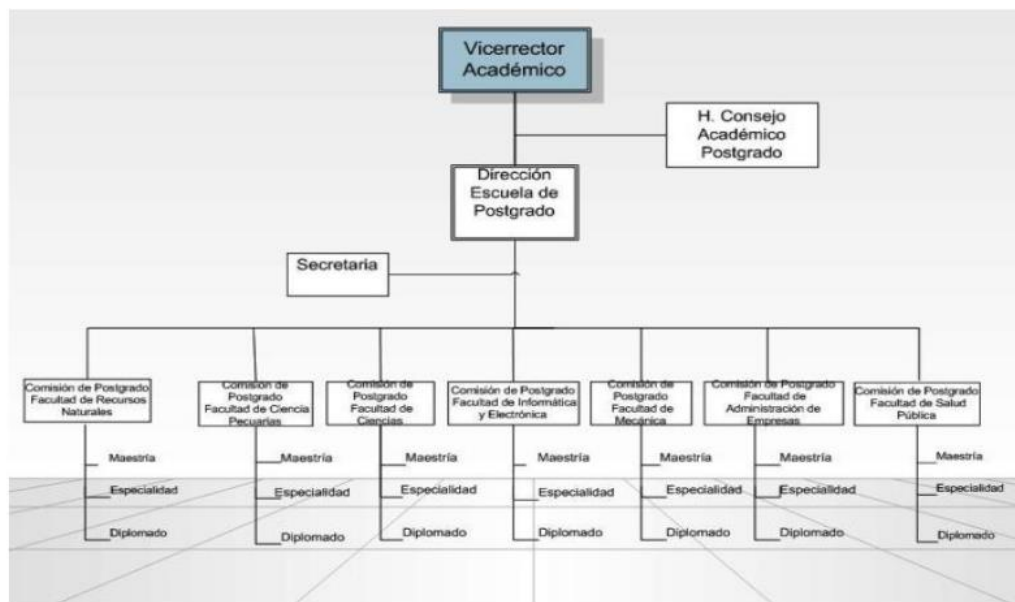 Vicerrector
Académico
H. Consejo
Académico
Postgrado
Dirección
Escuela de
Postgrado
Secretaria
Comisión de Postgrado
Facultad de Recursos
Naturales
Comisión de
Postgrado
Facultad de Ciencia
Pecuarias
Comisión de
Postgrado
Facultad de
Ciencias
Comisión de Postgrado
Facultad de Informática
y Electrónica
Comisión de
Postgrado
Facultad de
Mecánica
Comisión de Postgrado
Facultad de
Administración de
Empresas
Comisión de Postgrado
Facultad de Salud
Pública
Maestría
Especialidad
Diplomado
Maestría
Especialidad
Diplomado
Maestría
Especialidad
Diplomado
Maestría
Especialidad
Diplomado
Maestría
Especialidad
Diplomado
Maestría
Especialidad
Diplomado
Maestría
Especialidad
Diplomado